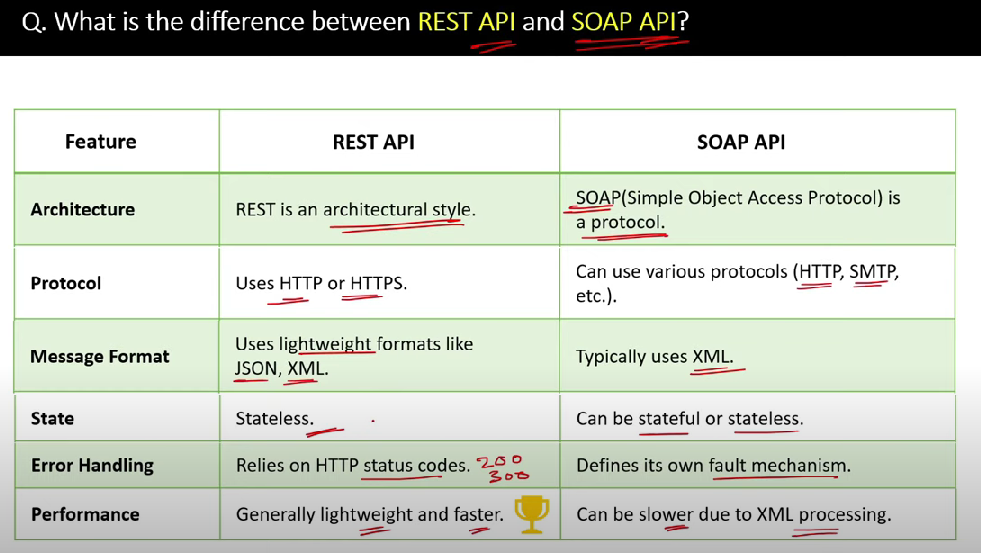 Q. What is the difference between REST API and SOAP API?
Feature
REST API
SOAP API
Architecture
REST is an architectural style.
SOAP(Simple Object Access Protocol) is
a protocol.
Protocol
Uses HTTP or HTTPS.
Can use various protocols (HTTP, SMTP,
etc.).
Message Format
Uses lightweight formats like
JSON, XML.
Typically uses XML.
State
Stateless.
Can be stateful or stateless.
Error Handling
Relies on HTTP status codes.
200
300
Defines its own fault mechanism.
Performance
Generally lightweight and faster.
Can be slower due to XML processing.